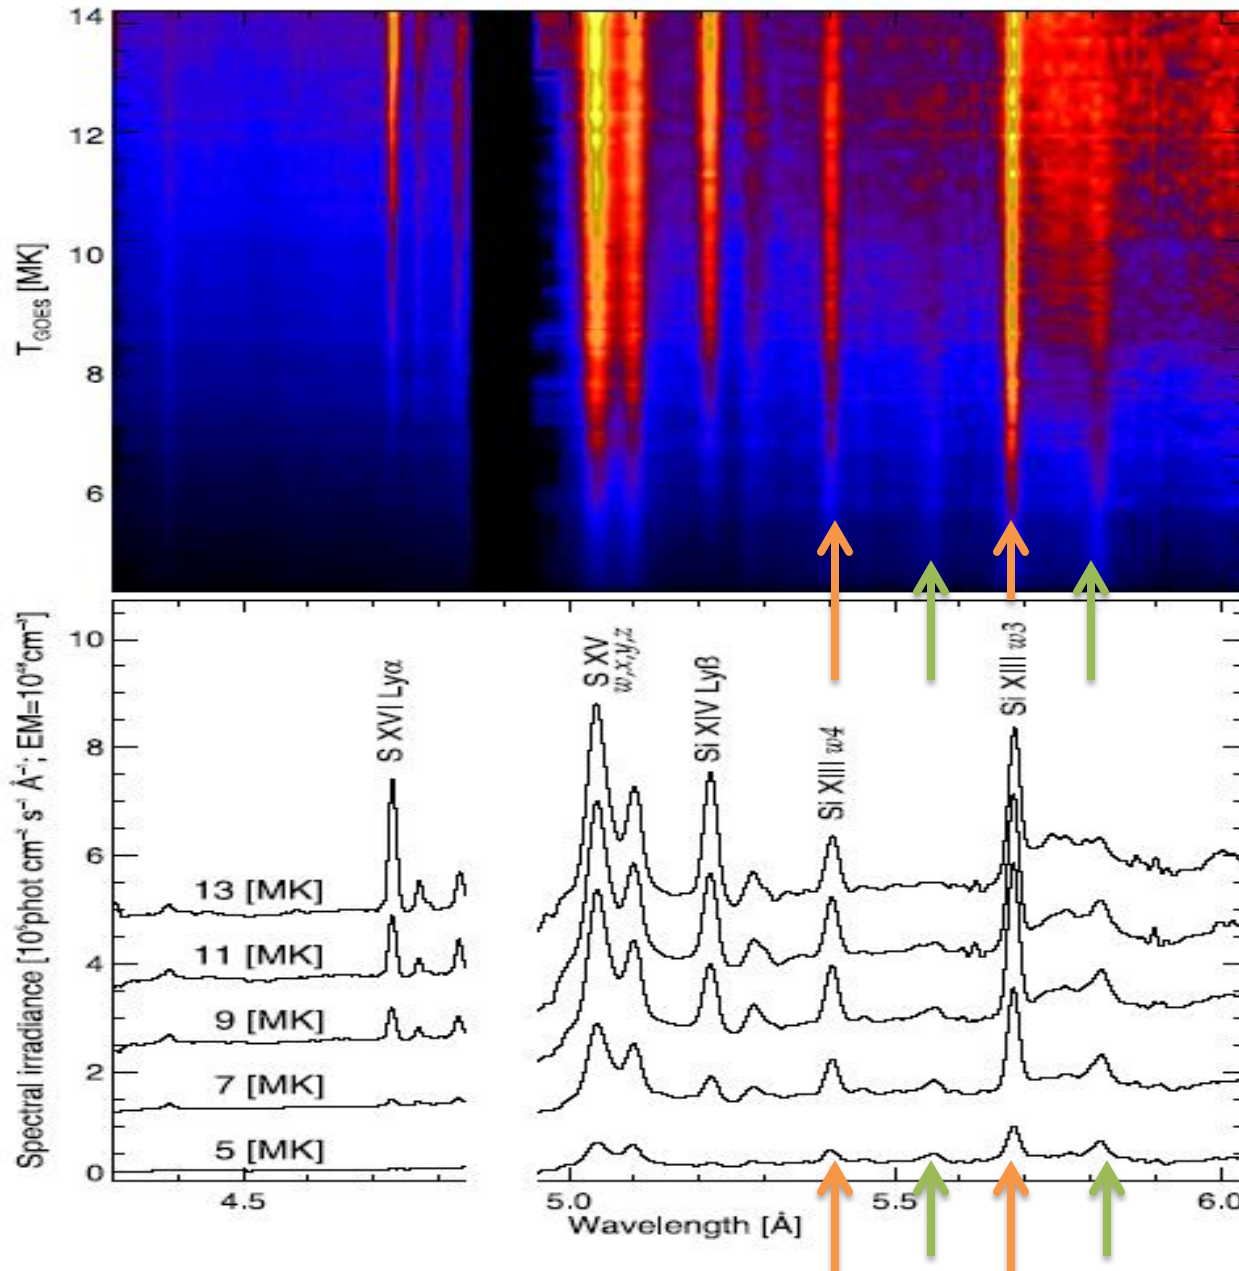 14
12
10
8
6
T_GOES [MK]
10
8
6
4
2
0
Spectral irradiance [10⁵phot cm⁻² s⁻¹ Å⁻¹; EM=10⁴⁸cm⁻³]
S XVI Lyα
S XV
w,x,y,z
Si XIV Lyβ
Si XIII w4
Si XIII w3
13 [MK]
11 [MK]
9 [MK]
7 [MK]
5 [MK]
4.5
5.0
5.5
6.0
Wavelength [Å]